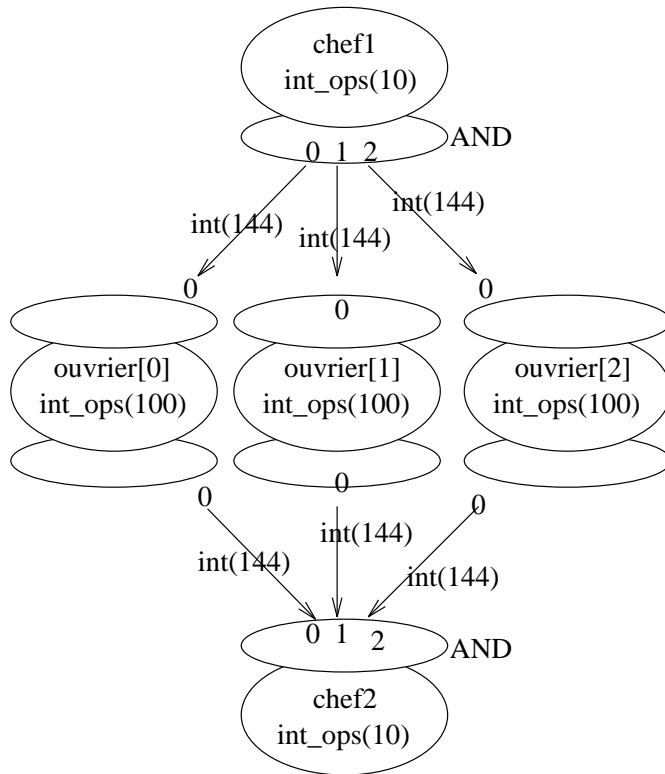 chef1
int_ops(10)
AND
0 1 2
int(144)
int(144)
int(144)
0
0
0
ouvrier[0]
int_ops(100)
ouvrier[1]
int_ops(100)
ouvrier[2]
int_ops(100)
0
0
0
int(144)
int(144)
int(144)
0 1 2
AND
chef2
int_ops(10)